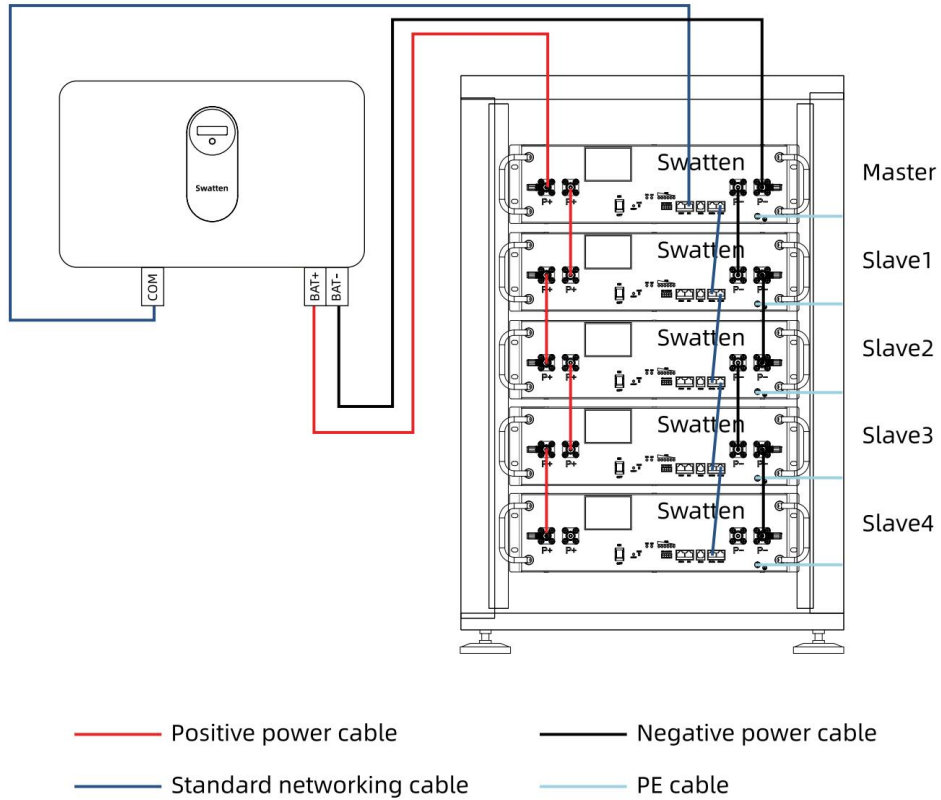 Swatten
COM
BAT+
BAT-
Swatten
Master
P+ P+ P- P-
Swatten
Slave1
P+ P+ P- P-
Swatten
Slave2
P+ P+ P- P-
Swatten
Slave3
P+ P+ P- P-
Swatten
Slave4
P+ P+ P- P-
Positive power cable
Negative power cable
Standard networking cable
PE cable